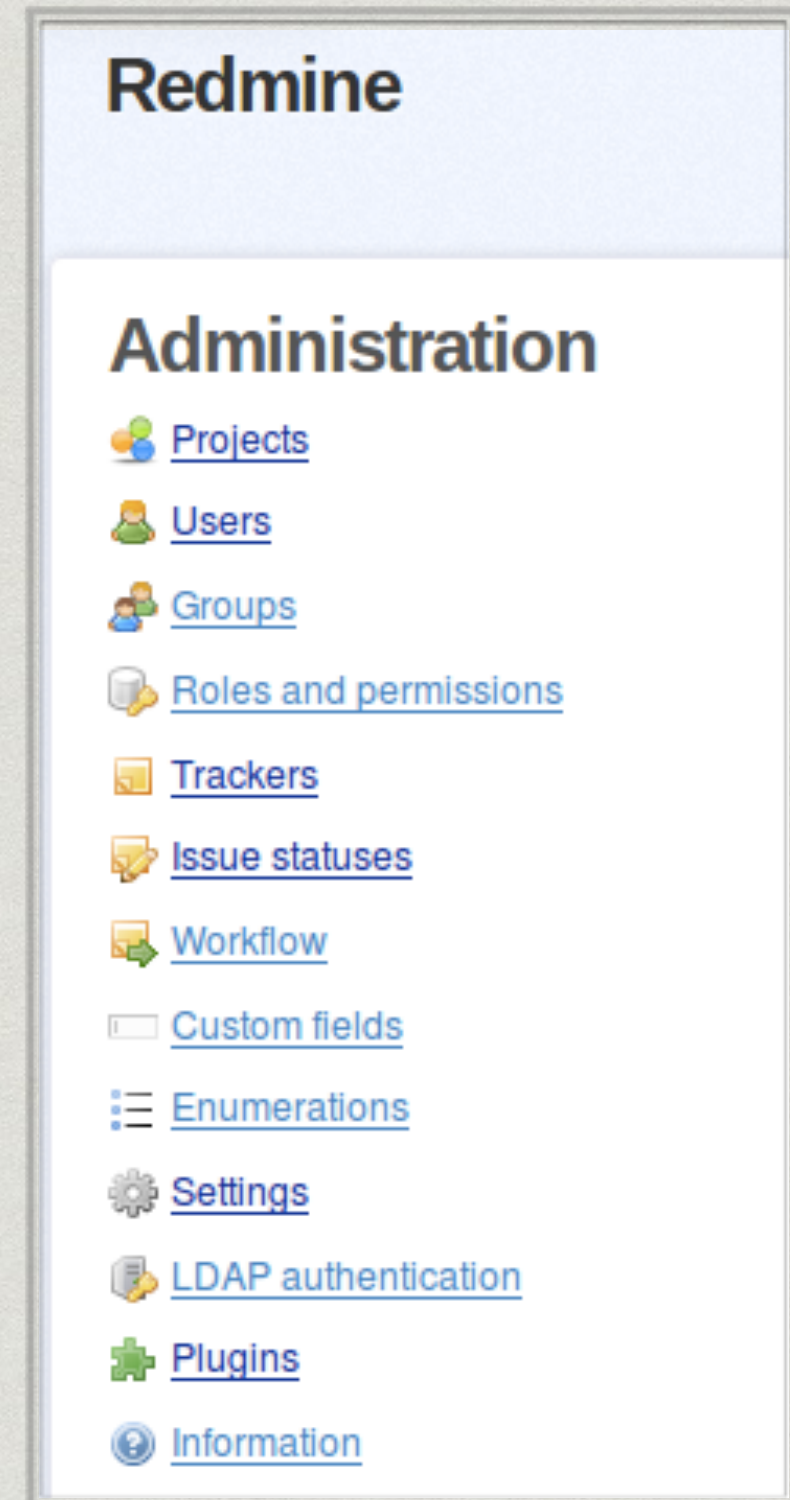 Redmine
Administration
Projects
Users
Groups
Roles and permissions
Trackers
Issue statuses
Workflow
Custom fields
Enumerations
Settings
LDAP authentication
Plugins
Information